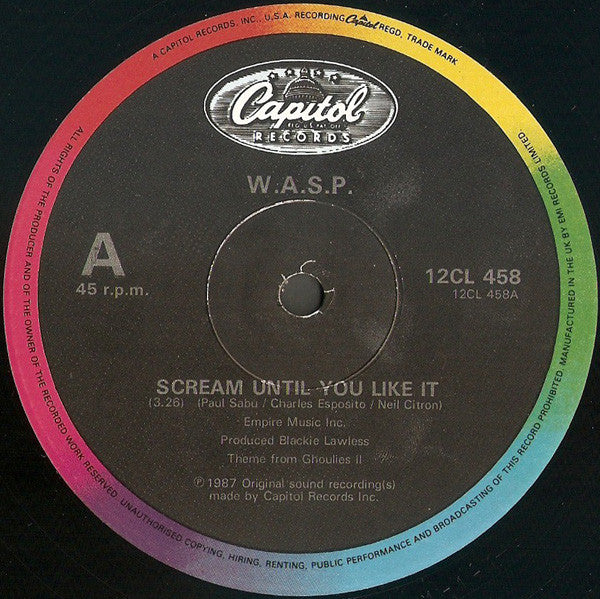 A CAPITOL RECORDS, INC., U.S.A. RECORDING Capitol REGD. TRADE MARK
Capitol
REG. U.S. PAT. OFF.
RECORDS
W.A.S.P.
A
45 r.p.m.
12CL 458
12CL 458A
SCREAM UNTIL YOU LIKE IT
(3.26) (Paul Sabu / Charles Esposito / Neil Citron)
Empire Music Inc.
Produced Blackie Lawless
Theme from Ghoulies II
℗ 1987 Original sound recording(s)
made by Capitol Records Inc.
ALL RIGHTS OF THE PRODUCER AND OF THE OWNER OF THE RECORDED WORK RESERVED. UNAUTHORISED COPYING, HIRING, RENTING, PUBLIC PERFORMANCE AND BROADCASTING OF THIS RECORD PROHIBITED. MANUFACTURED IN THE UK BY EMI RECORDS LIMITED